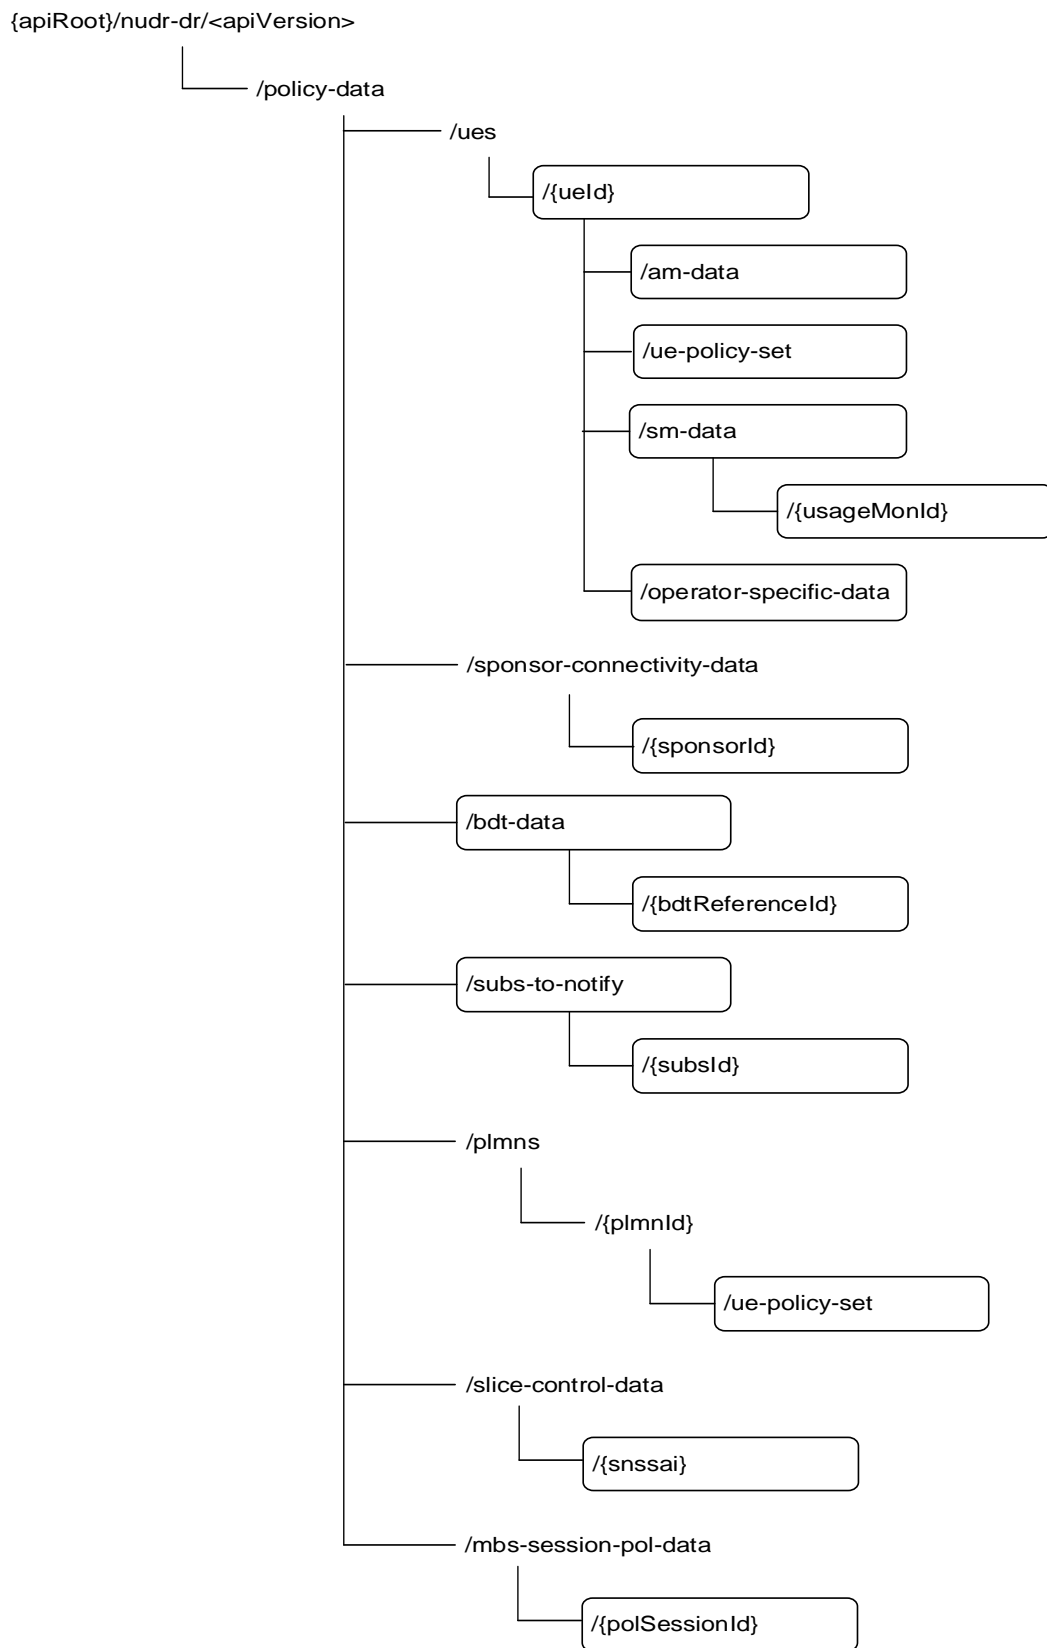 {apiRoot}/nudr-dr/<apiVersion>
/policy-data
/ues
/{ueId}
/am-data
/ue-policy-set
/sm-data
/{usageMonId}
/operator-specific-data
/sponsor-connectivity-data
/{sponsorId}
/bdt-data
/{bdtReferenceId}
/subs-to-notify
/{subsId}
/plmns
/{plmnId}
/ue-policy-set
/slice-control-data
/{snssai}
/mbs-session-pol-data
/{polSessionId}